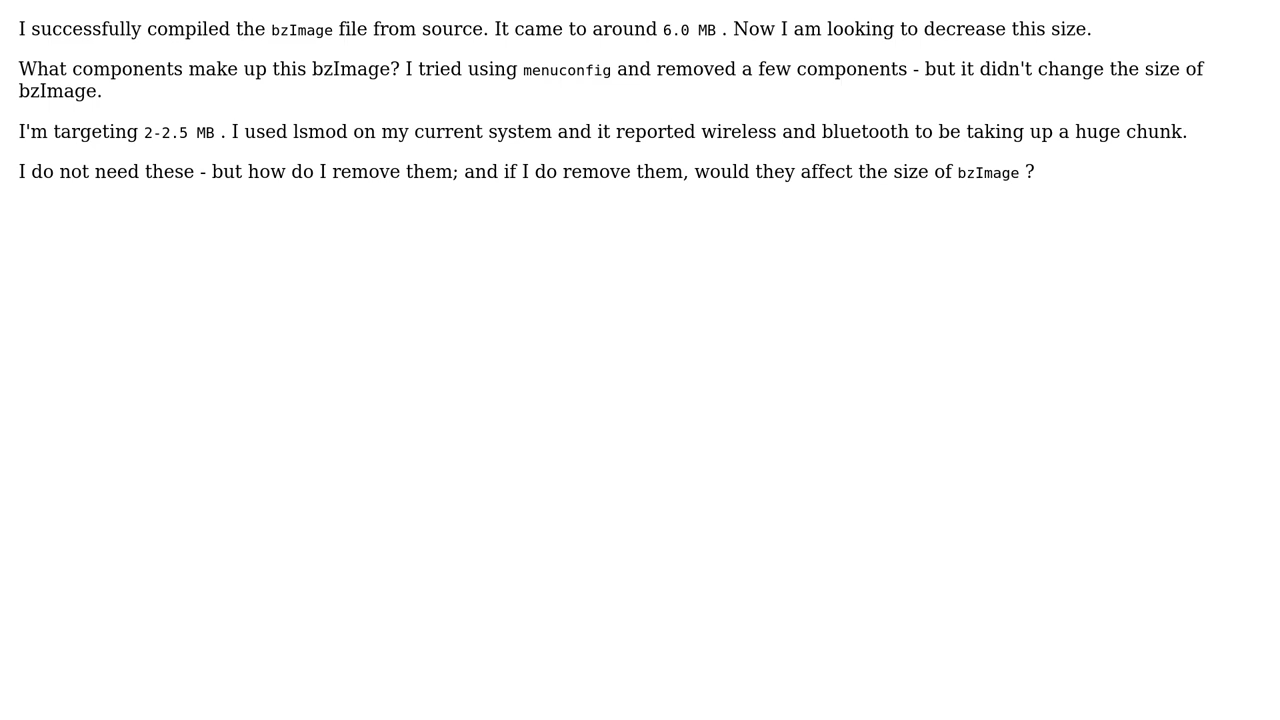 I successfully compiled the bzImage file from source. It came to around 6.0 MB . Now I am looking to decrease this size.
What components make up this bzImage? I tried using menuconfig and removed a few components - but it didn't change the size of
bzImage.
I'm targeting 2-2.5 MB . I used lsmod on my current system and it reported wireless and bluetooth to be taking up a huge chunk.
I do not need these - but how do I remove them; and if I do remove them, would they affect the size of bzImage ?